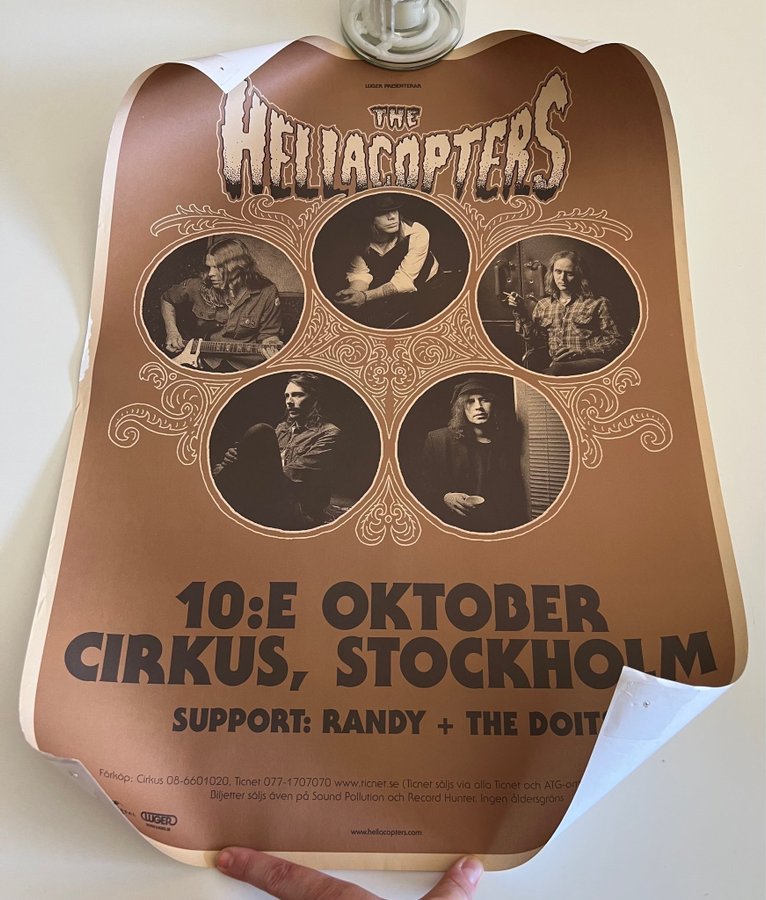 LUGER PRESENTERAR
THE
HELLACOPTERS
10:E OKTOBER
CIRKUS, STOCKHOLM
SUPPORT: RANDY + THE
Förköp: Cirkus 08-6601020, Ticnet 077-1707070 www.ticnet.se (Ticnet säljs via alla Ticnet och
Biljetter säljs även på Sound Pollution och Record Hunter. Ingen åldersgräns
LUGER
www.hellacopters.com